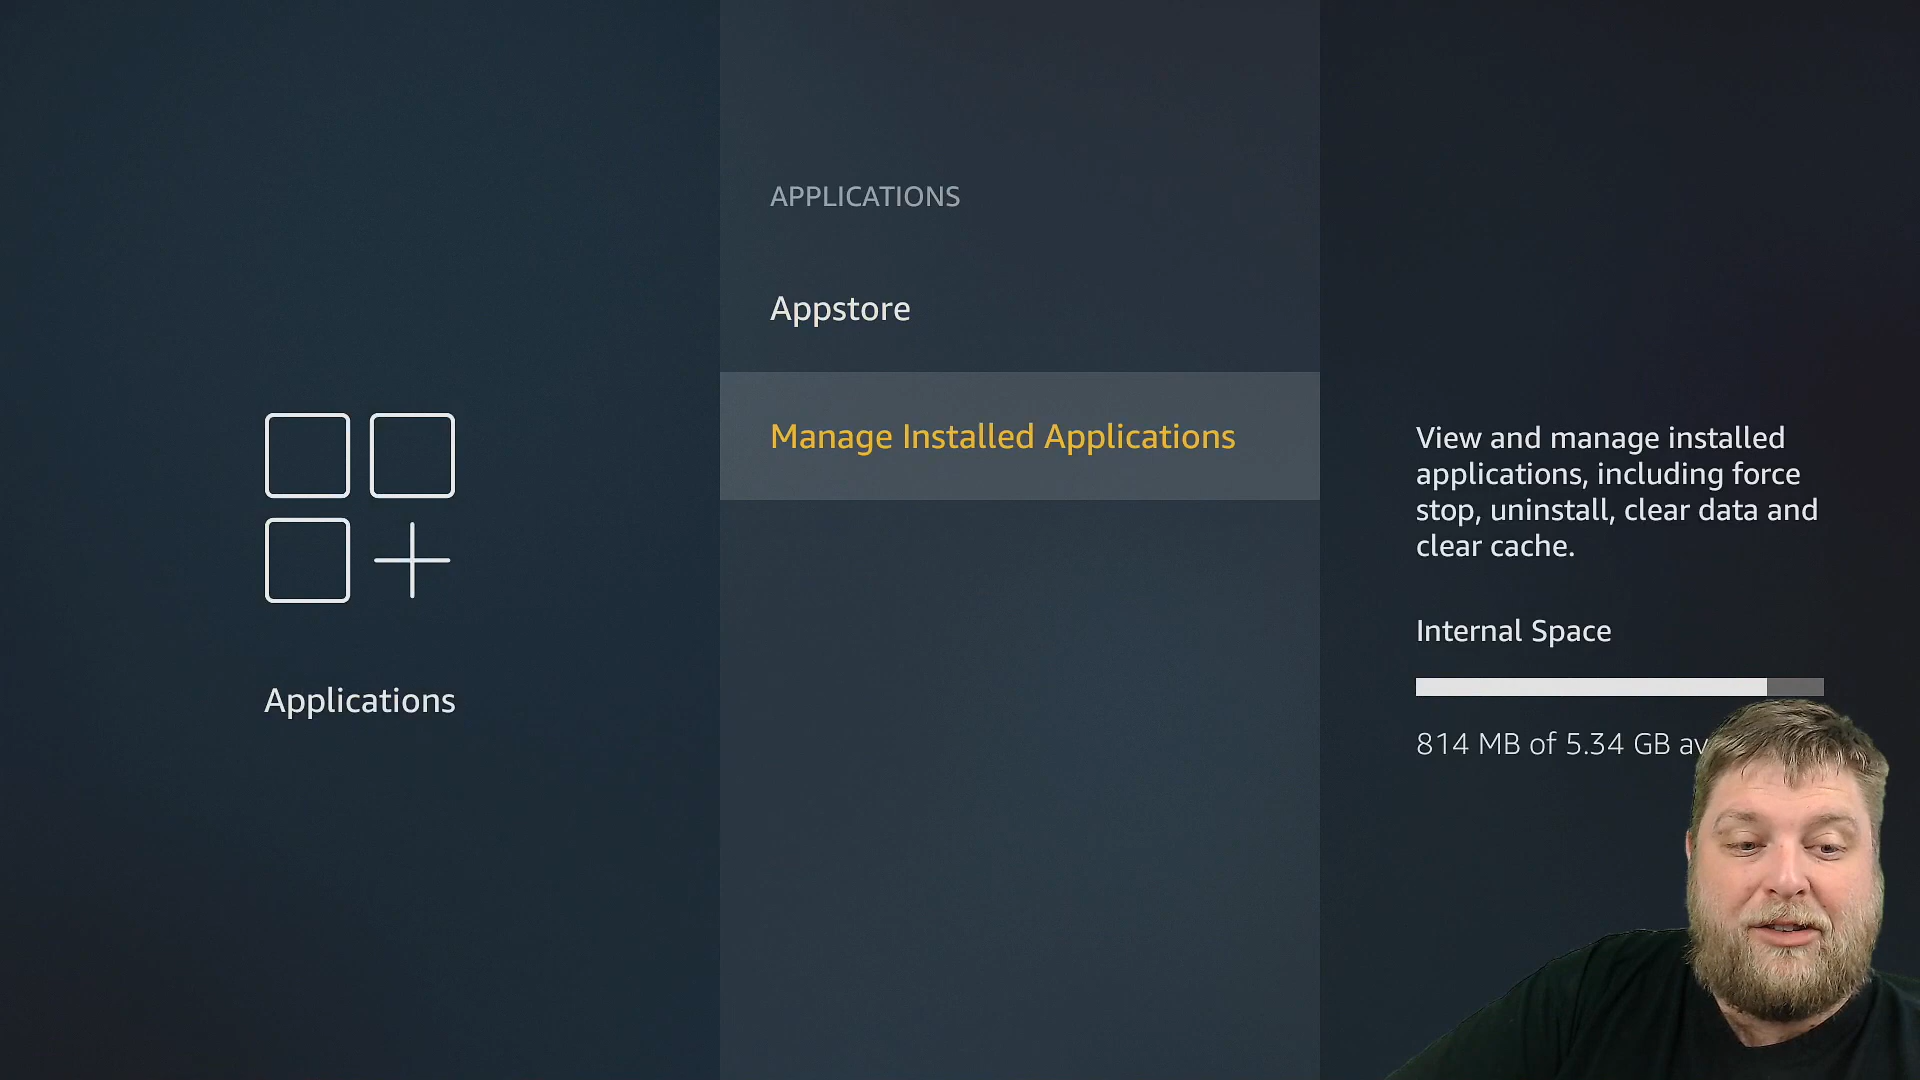 APPLICATIONS
Appstore
Manage Installed Applications
Applications
View and manage installed
applications, including force
stop, uninstall, clear data and
clear cache.
Internal Space
814 MB of 5.34 GB